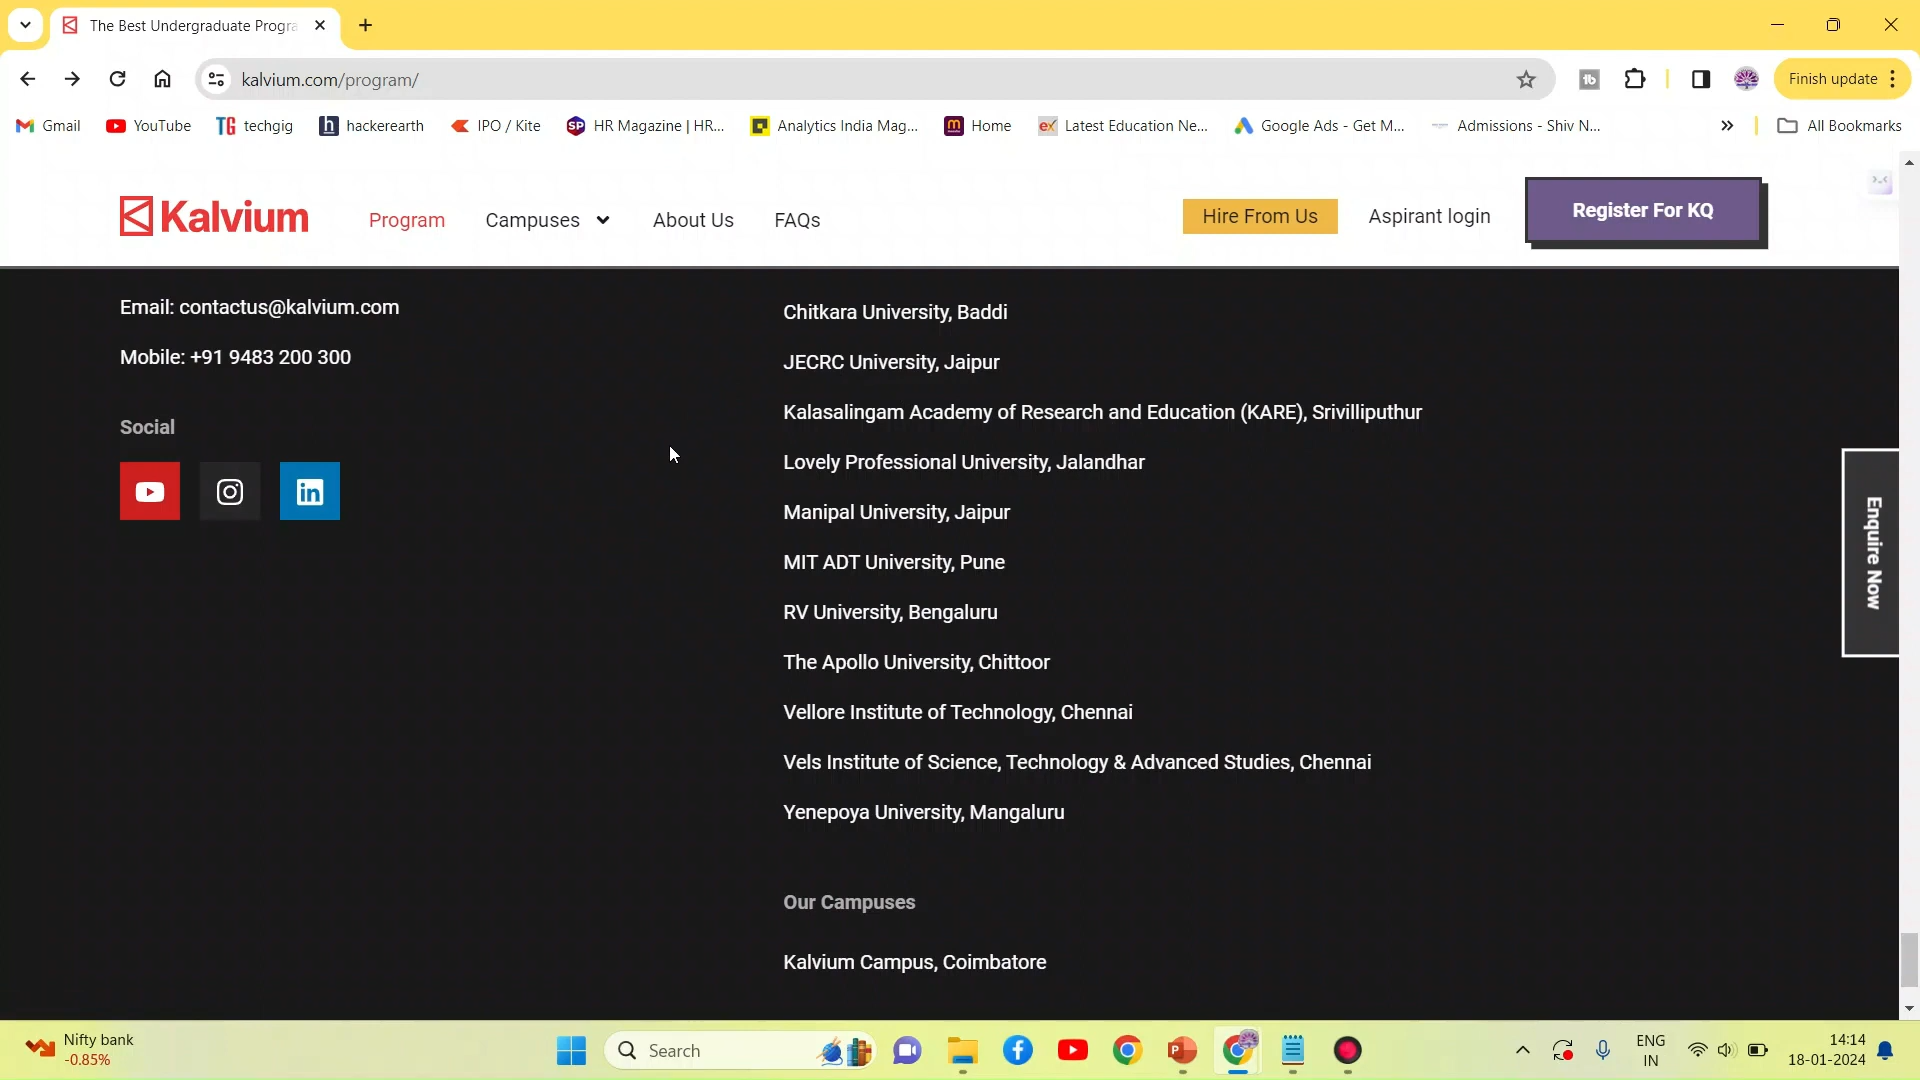 The Best Undergraduate Progra
kalvium.com/program/
Finish update
Gmail
YouTube
TG techgig
h hackerearth
IPO / Kite
SP HR Magazine | HR...
Analytics India Mag...
m Home
ex Latest Education Ne...
Google Ads - Get M...
Admissions - Shiv N...
All Bookmarks
Kalvium
Program
Campuses
About Us
FAQs
Hire From Us
Aspirant login
Register For KQ
Email: contactus@kalvium.com
Mobile: +91 9483 200 300
Social
in
Chitkara University, Baddi
JECRC University, Jaipur
Kalasalingam Academy of Research and Education (KARE), Srivilliputhur
Lovely Professional University, Jalandhar
Manipal University, Jaipur
MIT ADT University, Pune
RV University, Bengaluru
The Apollo University, Chittoor
Vellore Institute of Technology, Chennai
Vels Institute of Science, Technology & Advanced Studies, Chennai
Yenepoya University, Mangaluru
Our Campuses
Kalvium Campus, Coimbatore
Enquire Now
Nifty bank
-0.85%
Search
ENG
IN
14:14
18-01-2024